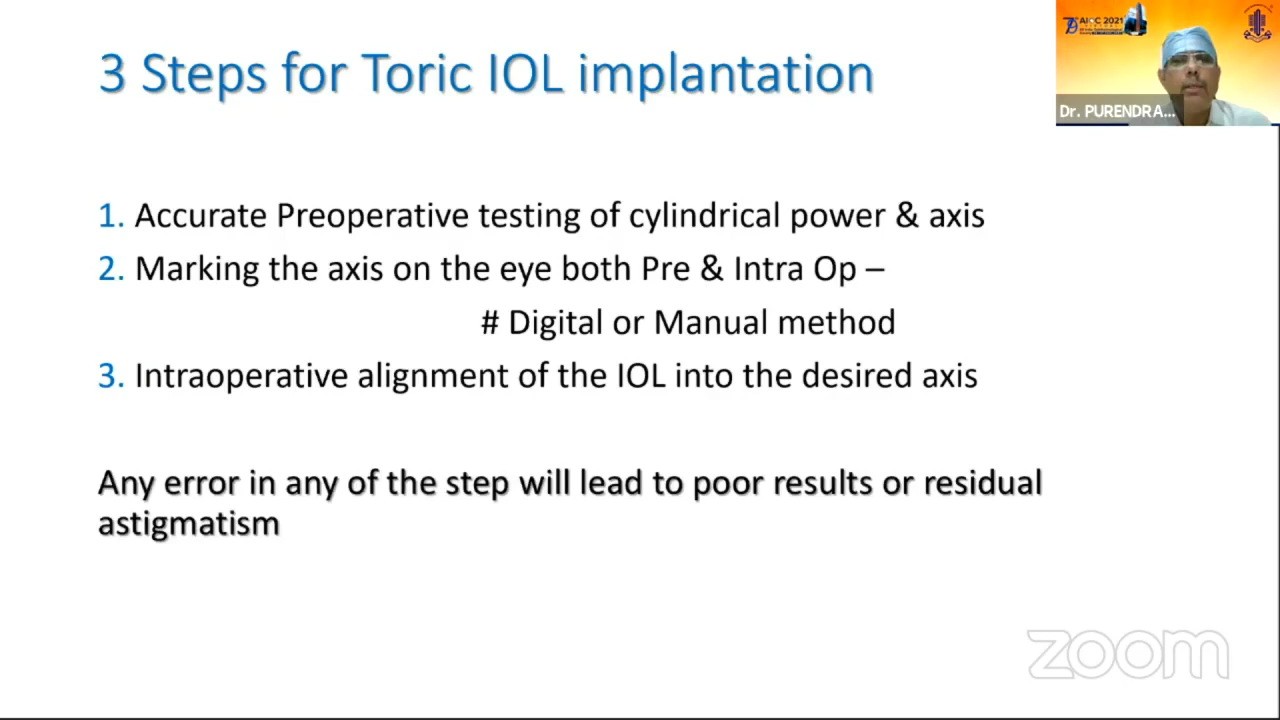 3 Steps for Toric IOL implantation
AIOC 2021
Dr. PURENDRA...
1. Accurate Preoperative testing of cylindrical power & axis
2. Marking the axis on the eye both Pre & Intra Op –
# Digital or Manual method
3. Intraoperative alignment of the IOL into the desired axis
Any error in any of the step will lead to poor results or residual
astigmatism
zoom